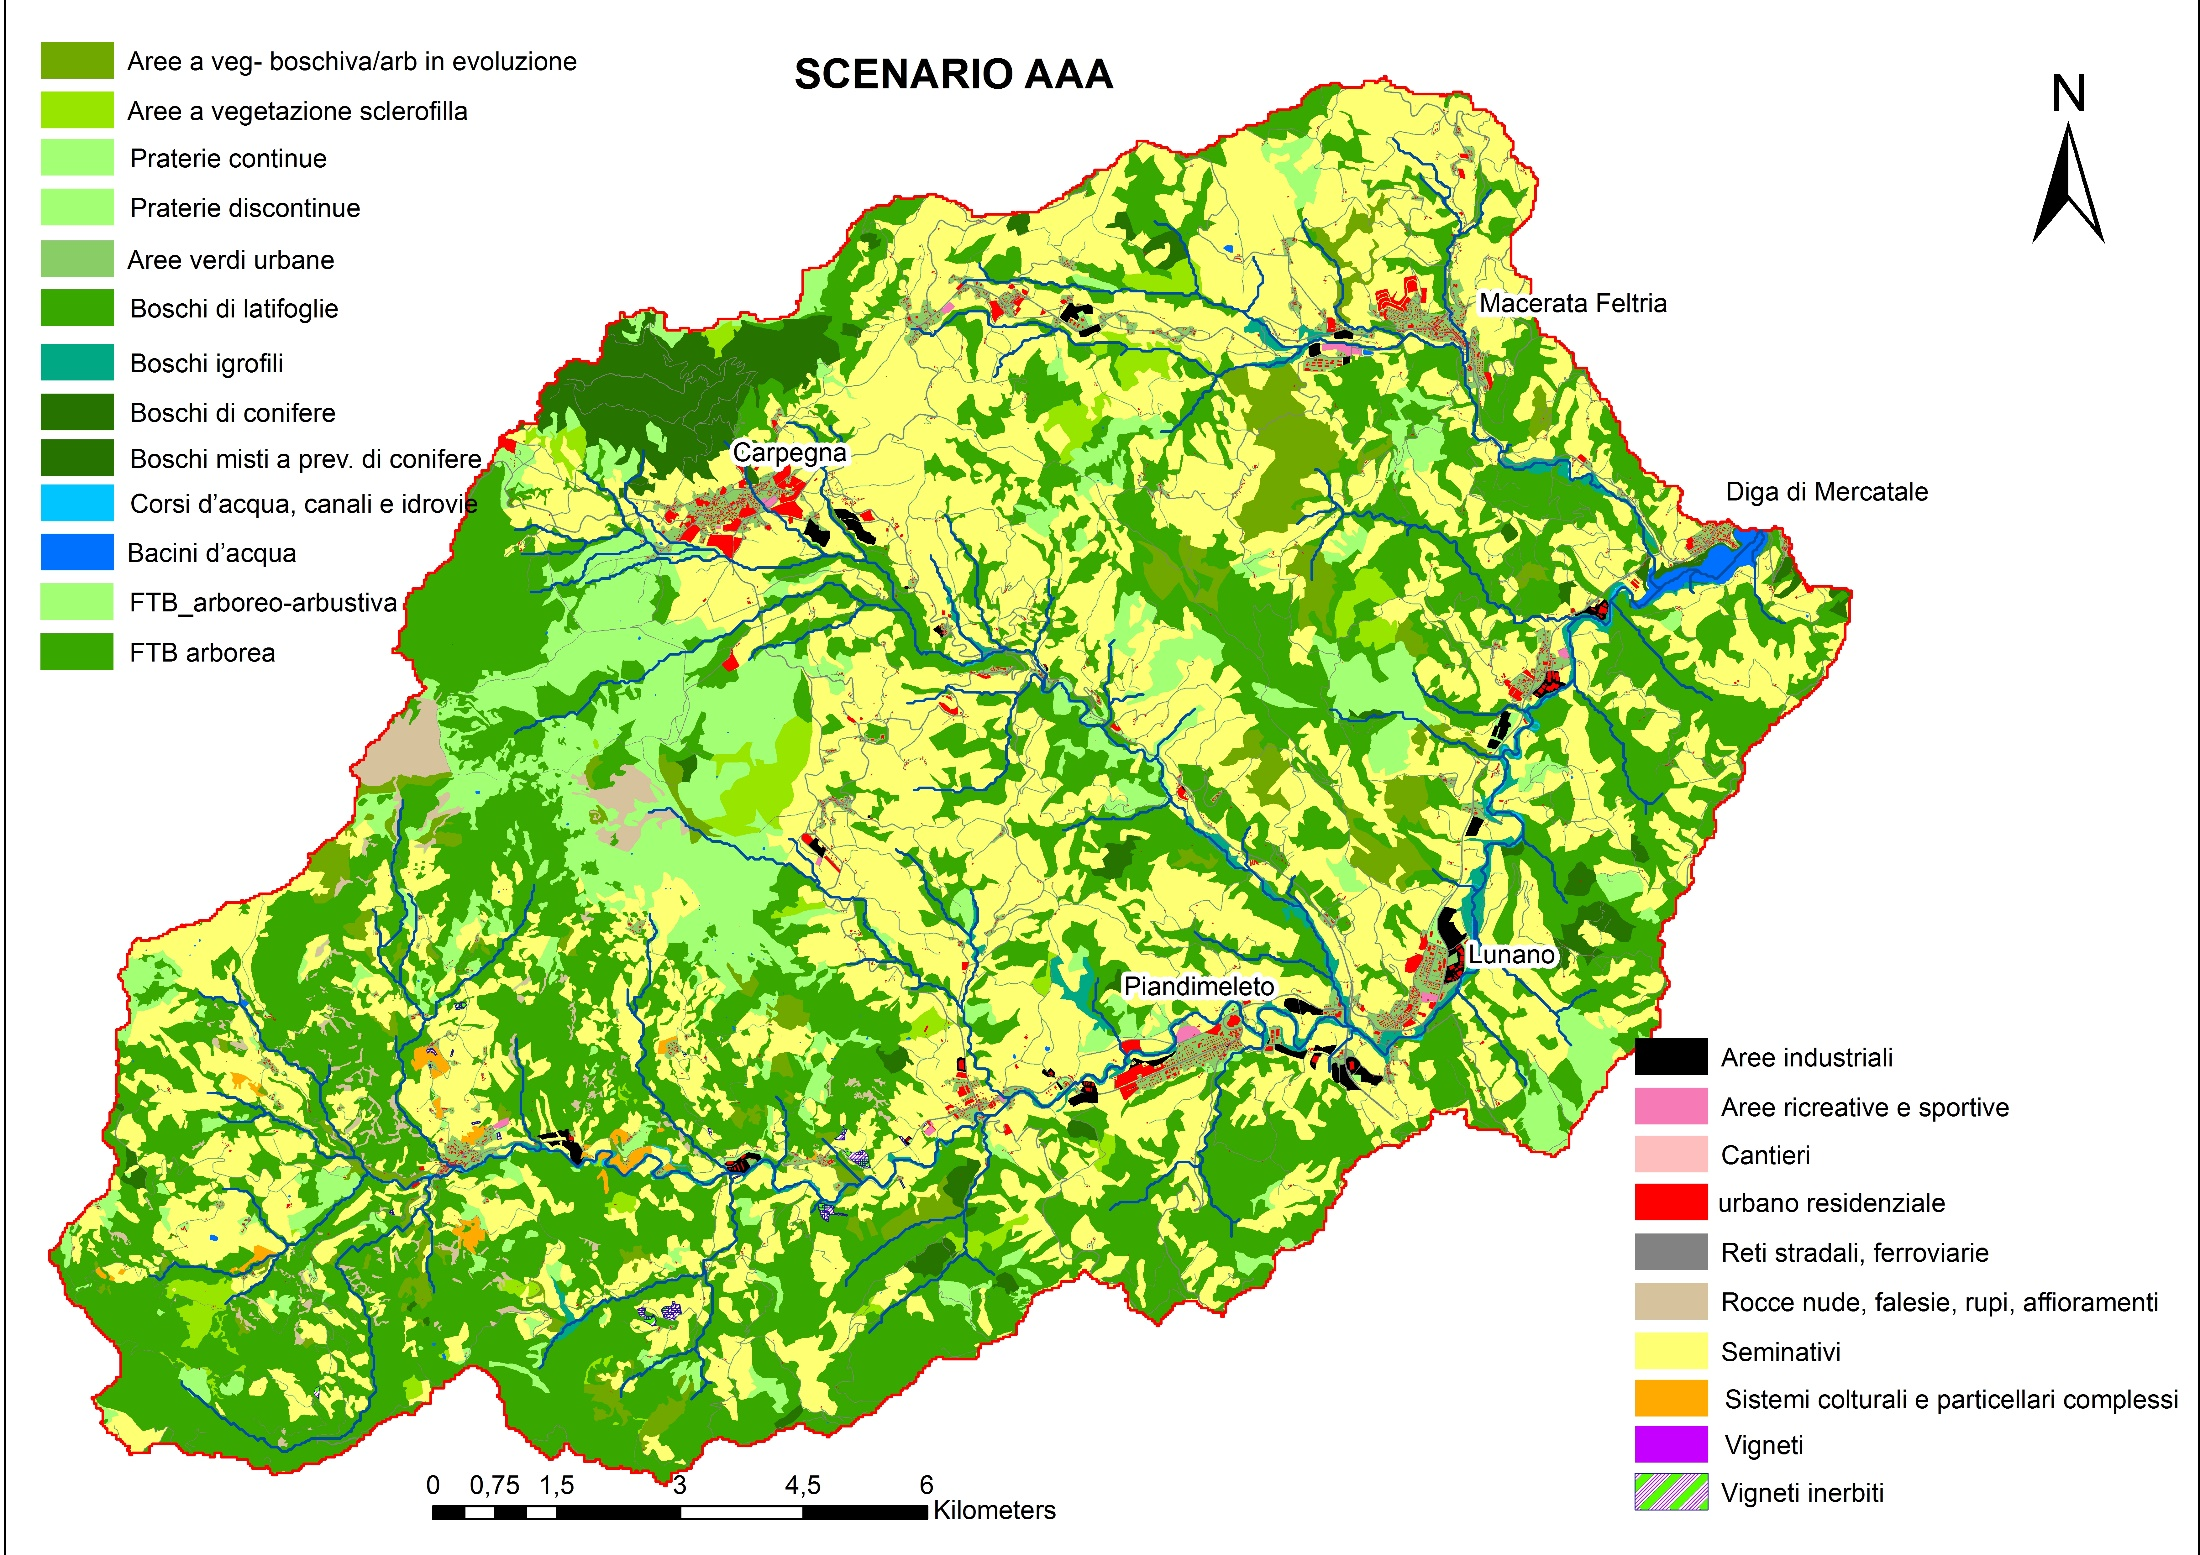 SCENARIO AAA
N
Aree a veg- boschiva/arb in evoluzione
Aree a vegetazione sclerofilla
Praterie continue
Praterie discontinue
Aree verdi urbane
Boschi di latifoglie
Boschi igrofili
Boschi di conifere
Boschi misti a prev. di conifere
Corsi d'acqua, canali e idrovie
Bacini d'acqua
FTB_arboreo-arbustiva
FTB arborea
Macerata Feltria
Carpegna
Diga di Mercatale
Lunano
Piandimeleto
Aree industriali
Aree ricreative e sportive
Cantieri
urbano residenziale
Reti stradali, ferroviarie
Rocce nude, falesie, rupi, affioramenti
Seminativi
Sistemi colturali e particellari complessi
Vigneti
Vigneti inerbiti
0 0,75 1,5 3 4,5 6
Kilometers